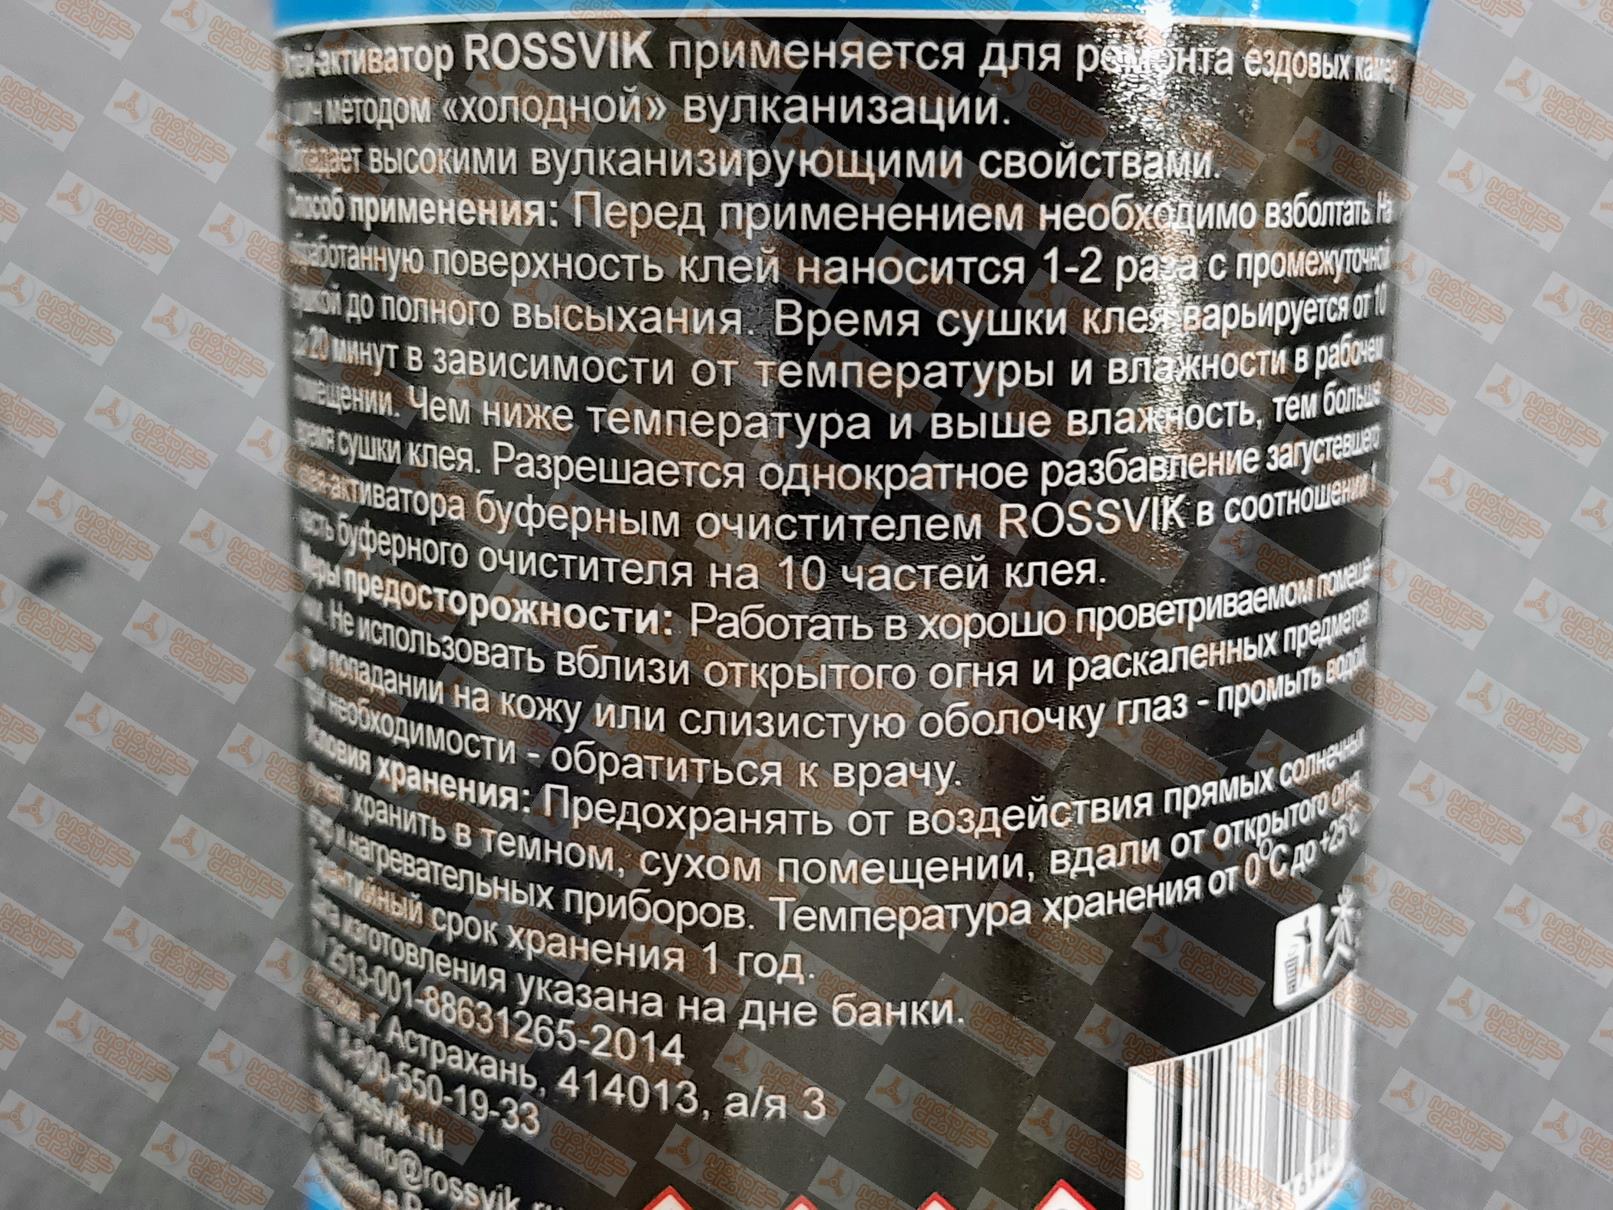 Клей-активатор ROSSVIK применяется для ремонта ездовых камер
и шин методом «холодной» вулканизации.
Обладает высокими вулканизирующими свойствами.
Способ применения: Перед применением необходимо взболтать. На
обработанную поверхность клей наносится 1-2 раза с промежуточной
сушкой до полного высыхания. Время сушки клея варьируется от 10
до 20 минут в зависимости от температуры и влажности в рабочем
помещении. Чем ниже температура и выше влажность, тем больше
время сушки клея. Разрешается однократное разбавление загустевшего
клея-активатора буферным очистителем ROSSVIK в соотношении 1
часть буферного очистителя на 10 частей клея.
Меры предосторожности: Работать в хорошо проветриваемом помеще-
нии. Не использовать вблизи открытого огня и раскаленных предметов.
При попадании на кожу или слизистую оболочку глаз - промыть водой,
при необходимости - обратиться к врачу.
Условия хранения: Предохранять от воздействия прямых солнечных
лучей, хранить в темном, сухом помещении, вдали от открытого огня
и нагревательных приборов. Температура хранения от 0°С до +25°С
Гарантийный срок хранения 1 год.
Дата изготовления указана на дне банки.
ТУ 2513-001-88631265-2014
г. Астрахань, 414013, а/я 3
8-800-550-19-33
www.rossvik.ru
info@rossvik.ru